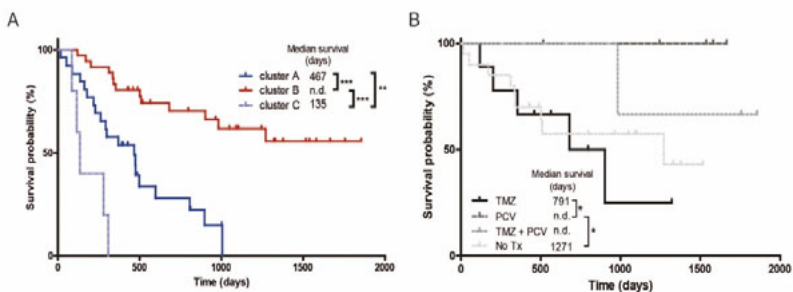 A
Survival probability (%)
100
50
0
0
500
1000
1500
2000
Time (days)
Median survival
(days)
cluster A 467
cluster B n.d.
cluster C 135
***
***
**
B
Survival probability (%)
100
50
0
0
500
1000
1500
2000
Time (days)
Median survival
(days)
TMZ 791
PCV n.d.
TMZ + PCV n.d.
No Tx 1271
*
*